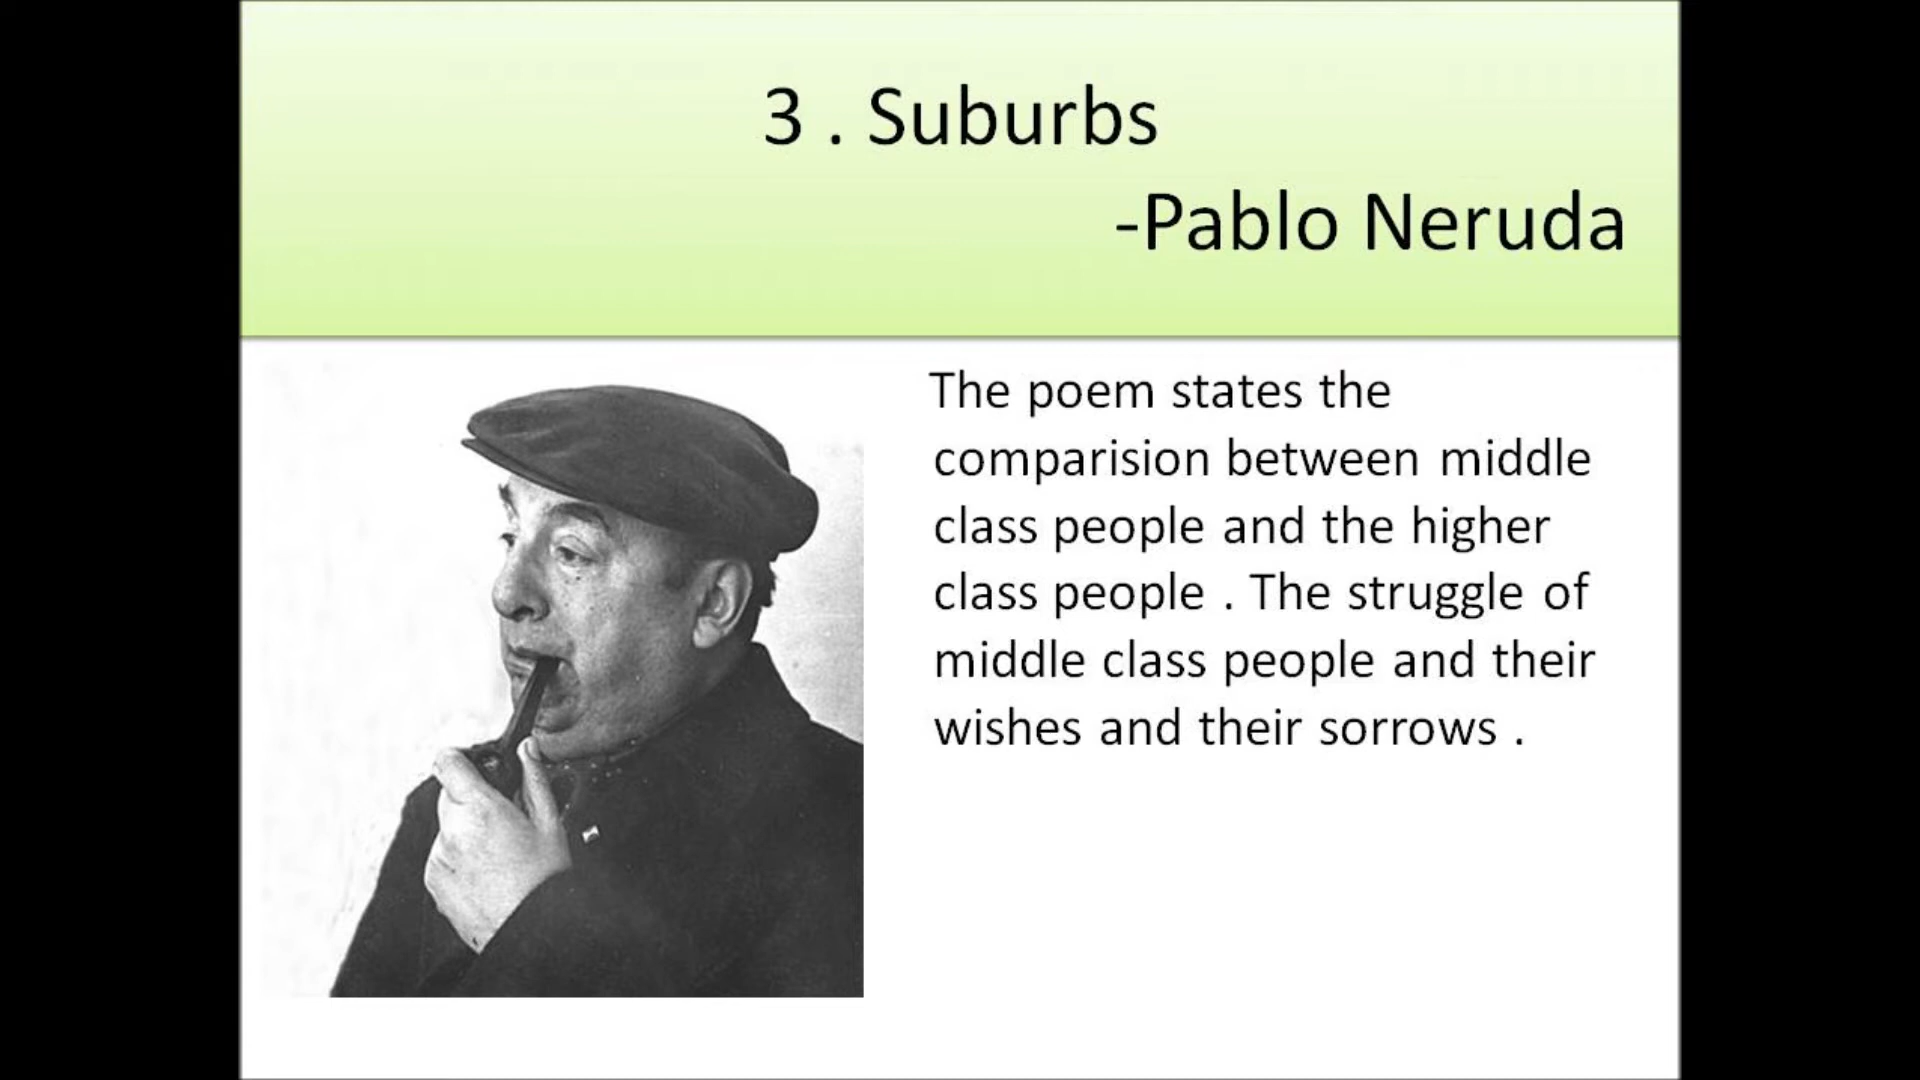 3 . Suburbs
-Pablo Neruda
The poem states the
comparision between middle
class people and the higher
class people . The struggle of
middle class people and their
wishes and their sorrows .